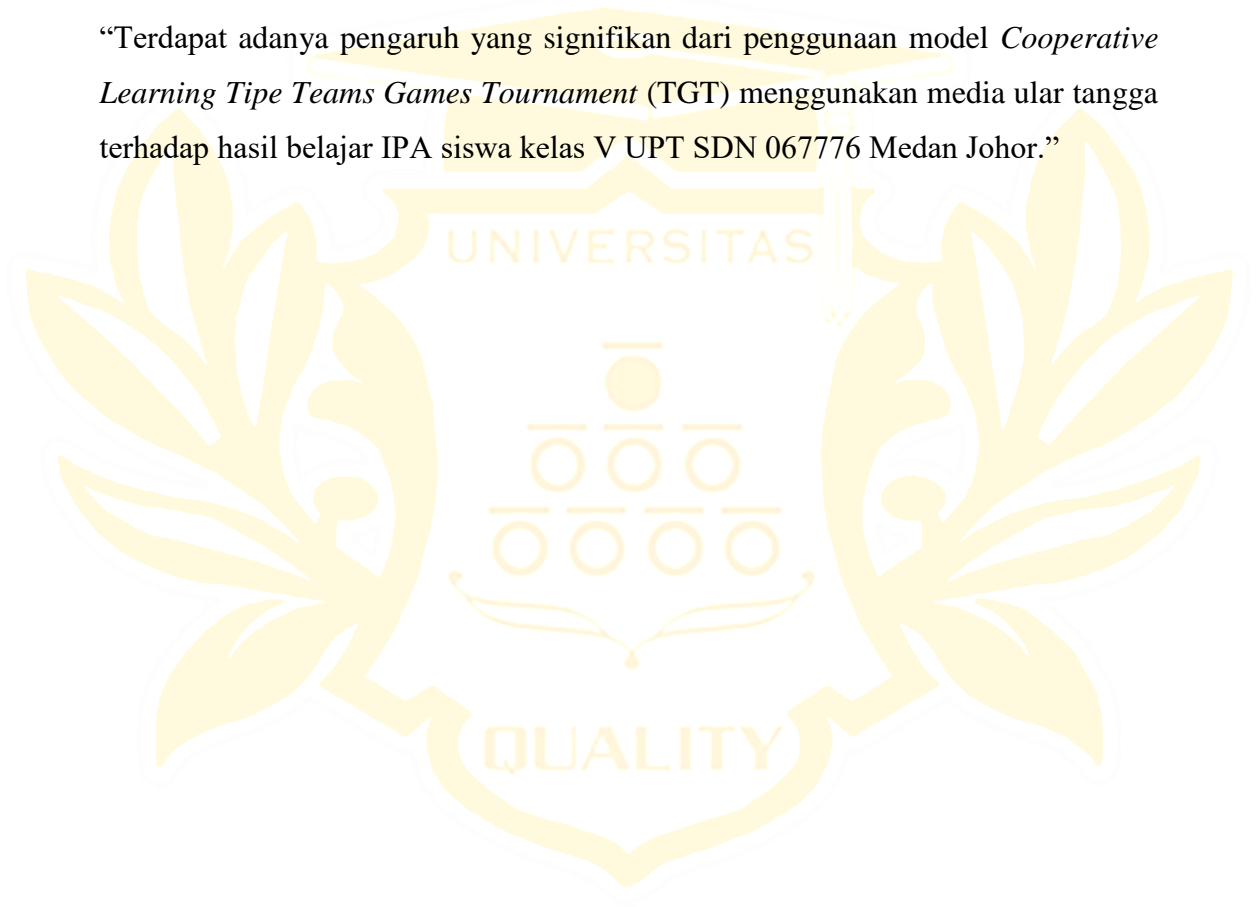 “Terdapat adanya pengaruh yang signifikan dari penggunaan model Cooperative
Learning Tipe Teams Games Tournament (TGT) menggunakan media ular tangga
terhadap hasil belajar IPA siswa kelas V UPT SDN 067776 Medan Johor.”
UNIVERSITAS
QUALITY